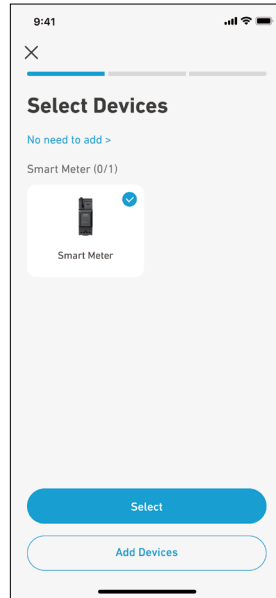 9:41
Select Devices
No need to add >
Smart Meter (0/1)
Smart Meter
Select
Add Devices